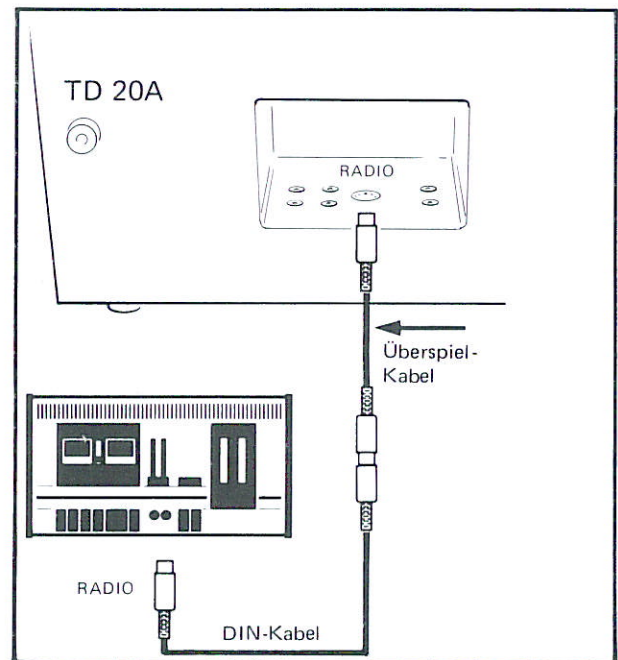 TD 20A
RADIO
Überspiel-
Kabel
RADIO
DIN-Kabel